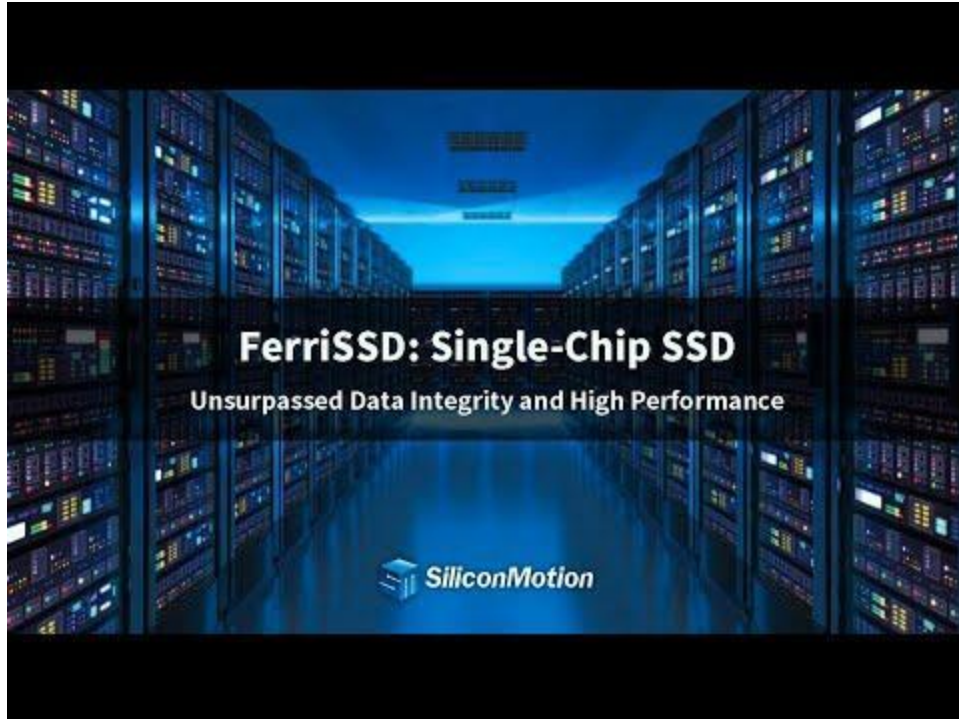 FerriSSD: Single-Chip SSD
Unsurpassed Data Integrity and High Performance
SiliconMotion